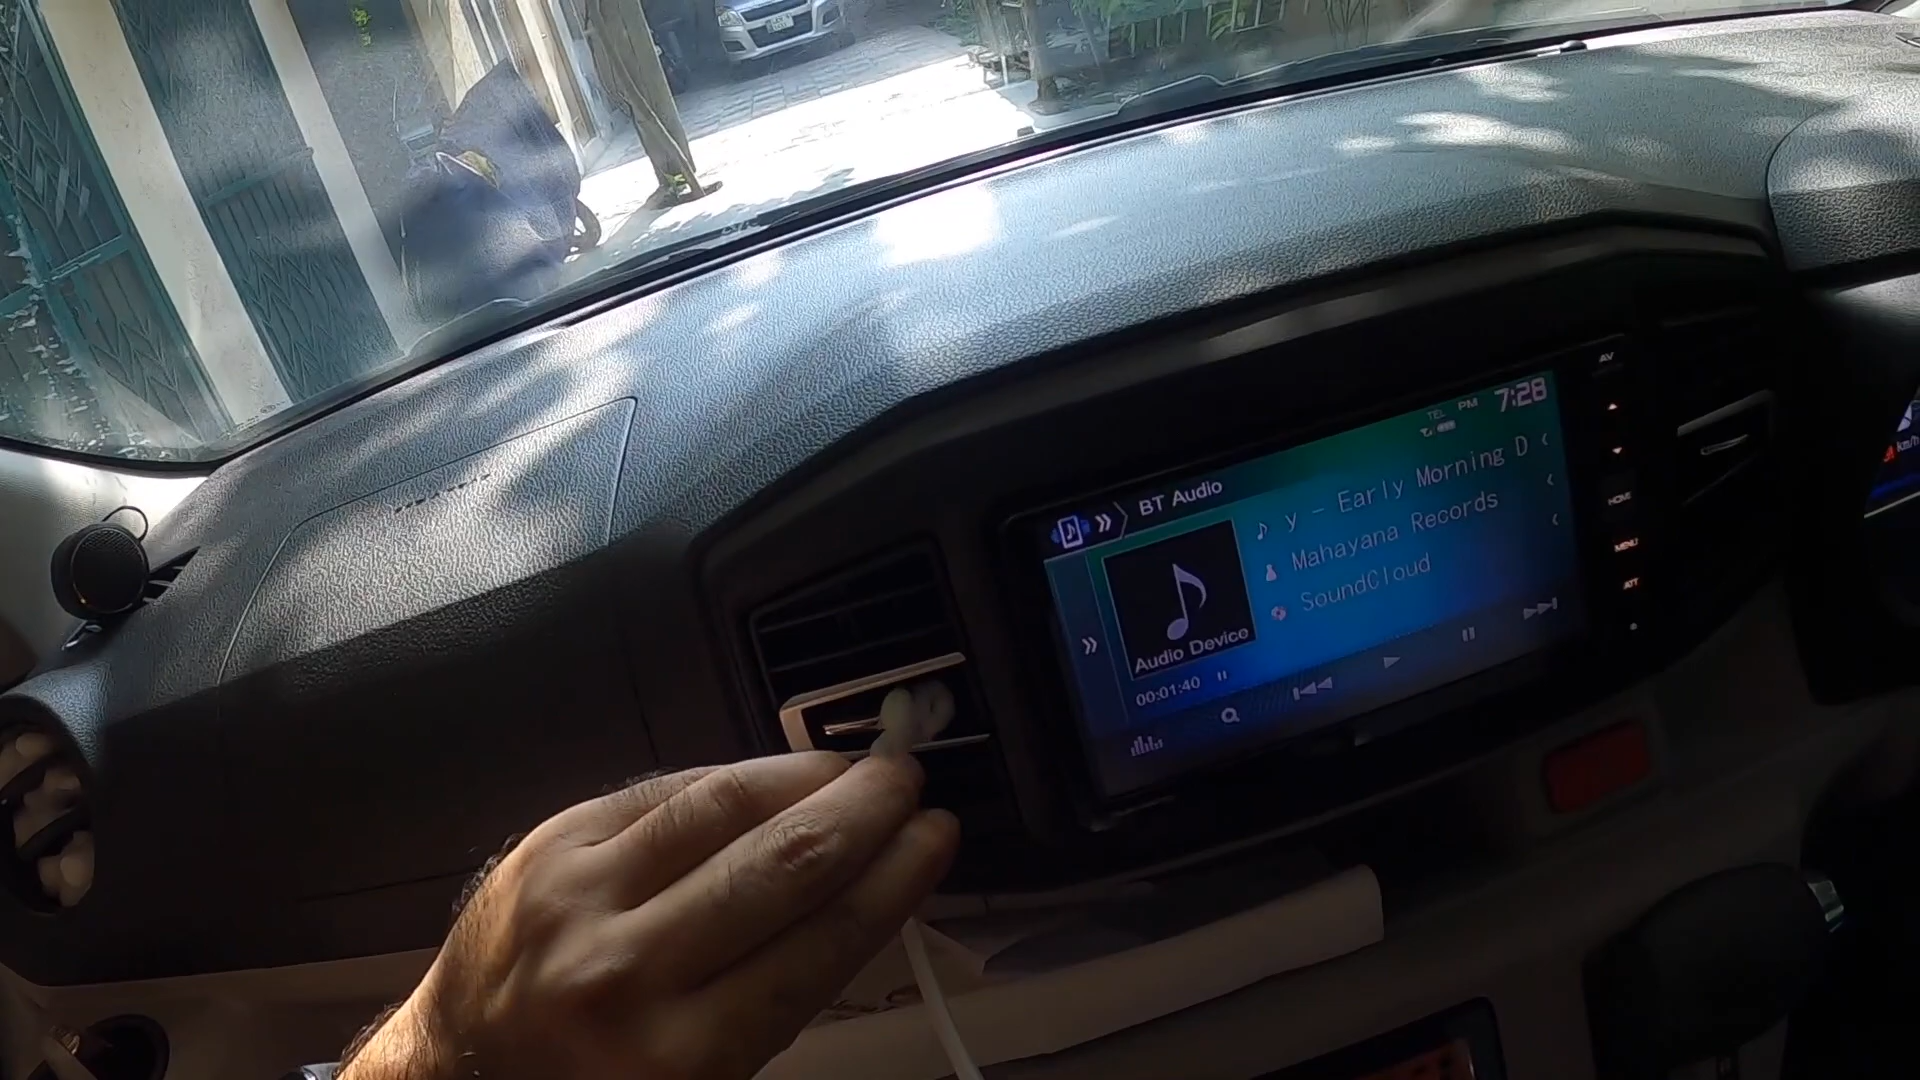 AV
TEL
PM 7:28
BT Audio
y - Early Morning D
Mahayana Records
SoundCloud
Audio Device
00:01:40
HOME
MENU
ATT
km/h